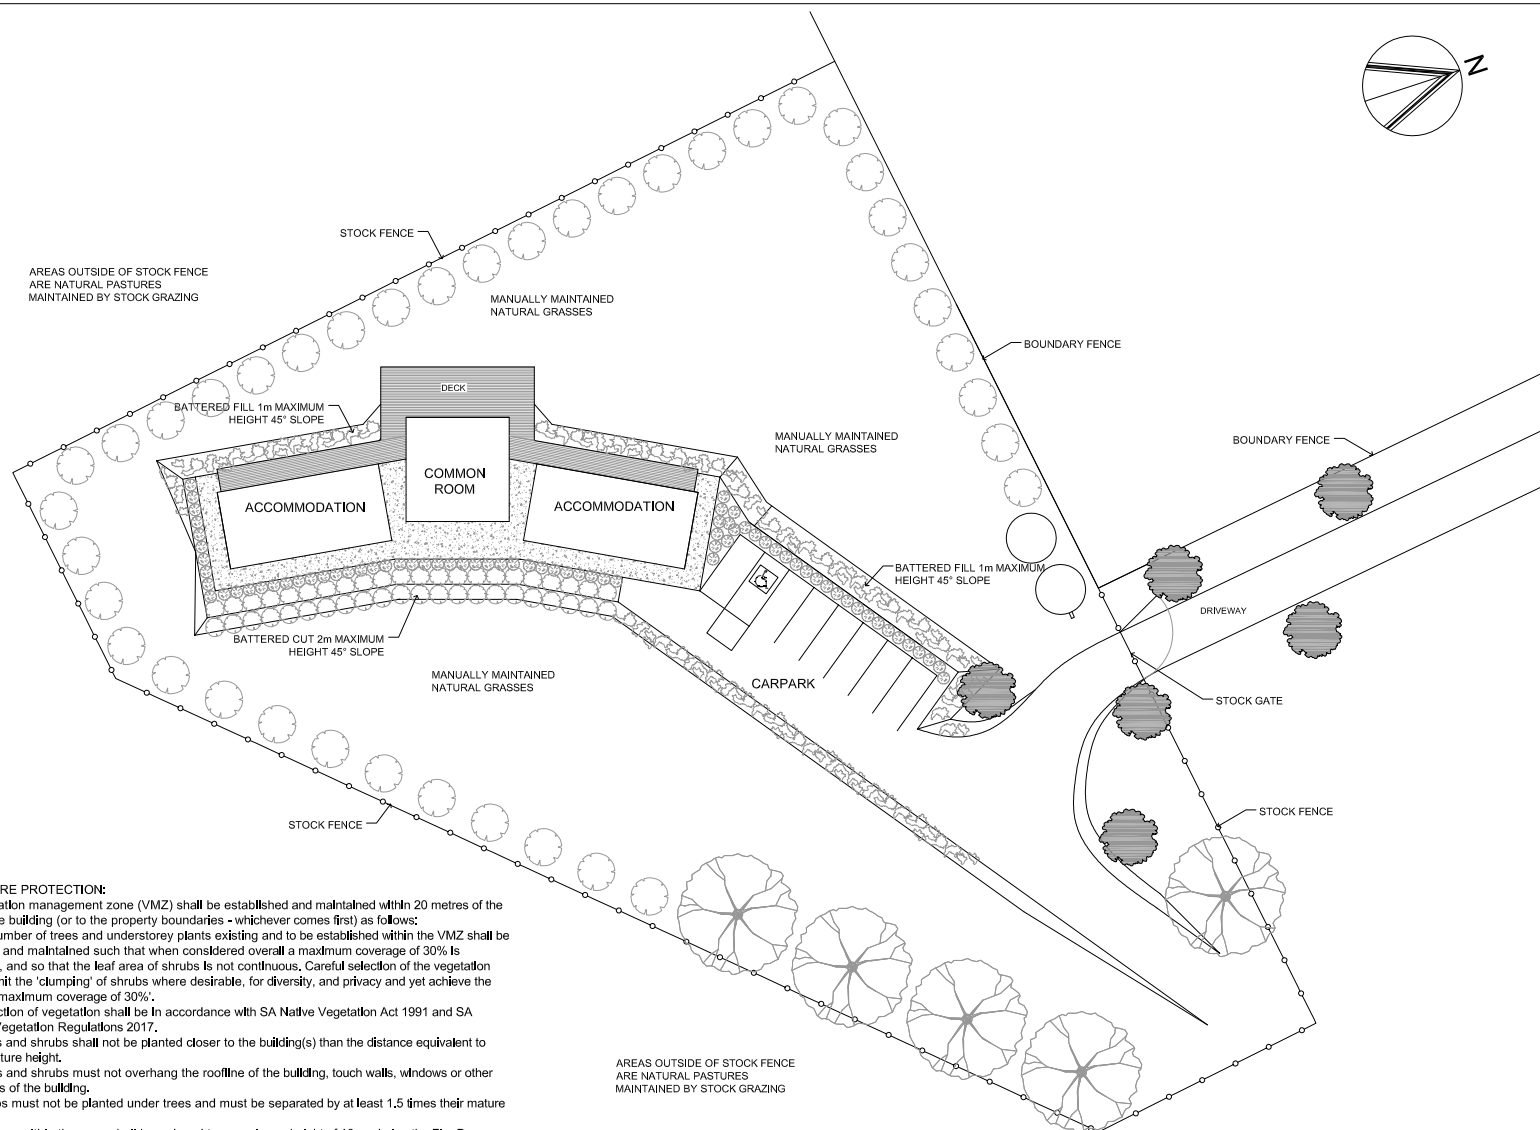 N
STOCK FENCE
AREAS OUTSIDE OF STOCK FENCE
ARE NATURAL PASTURES
MAINTAINED BY STOCK GRAZING
MANUALLY MAINTAINED
NATURAL GRASSES
BOUNDARY FENCE
DECK
BATTERED FILL 1m MAXIMUM
HEIGHT 45° SLOPE
MANUALLY MAINTAINED
NATURAL GRASSES
BOUNDARY FENCE
COMMON
ROOM
ACCOMMODATION
ACCOMMODATION
BATTERED FILL 1m MAXIMUM
HEIGHT 45° SLOPE
DRIVEWAY
BATTERED CUT 2m MAXIMUM
HEIGHT 45° SLOPE
MANUALLY MAINTAINED
NATURAL GRASSES
CARPARK
STOCK GATE
STOCK FENCE
STOCK FENCE
RE PROTECTION:
ation management zone (VMZ) shall be established and maintained within 20 metres of the
e building (or to the property boundaries - whichever comes first) as follows:
umber of trees and understorey plants existing and to be established within the VMZ shall be
and maintained such that when considered overall a maximum coverage of 30% is
, and so that the leaf area of shrubs is not continuous. Careful selection of the vegetation
mit the 'clumping' of shrubs where desirable, for diversity, and privacy and yet achieve the
maximum coverage of 30%'.
ction of vegetation shall be in accordance with SA Native Vegetation Act 1991 and SA
Vegetation Regulations 2017.
s and shrubs shall not be planted closer to the building(s) than the distance equivalent to
ture height.
s and shrubs must not overhang the roofline of the building, touch walls, windows or other
s of the building.
bs must not be planted under trees and must be separated by at least 1.5 times their mature
AREAS OUTSIDE OF STOCK FENCE
ARE NATURAL PASTURES
MAINTAINED BY STOCK GRAZING